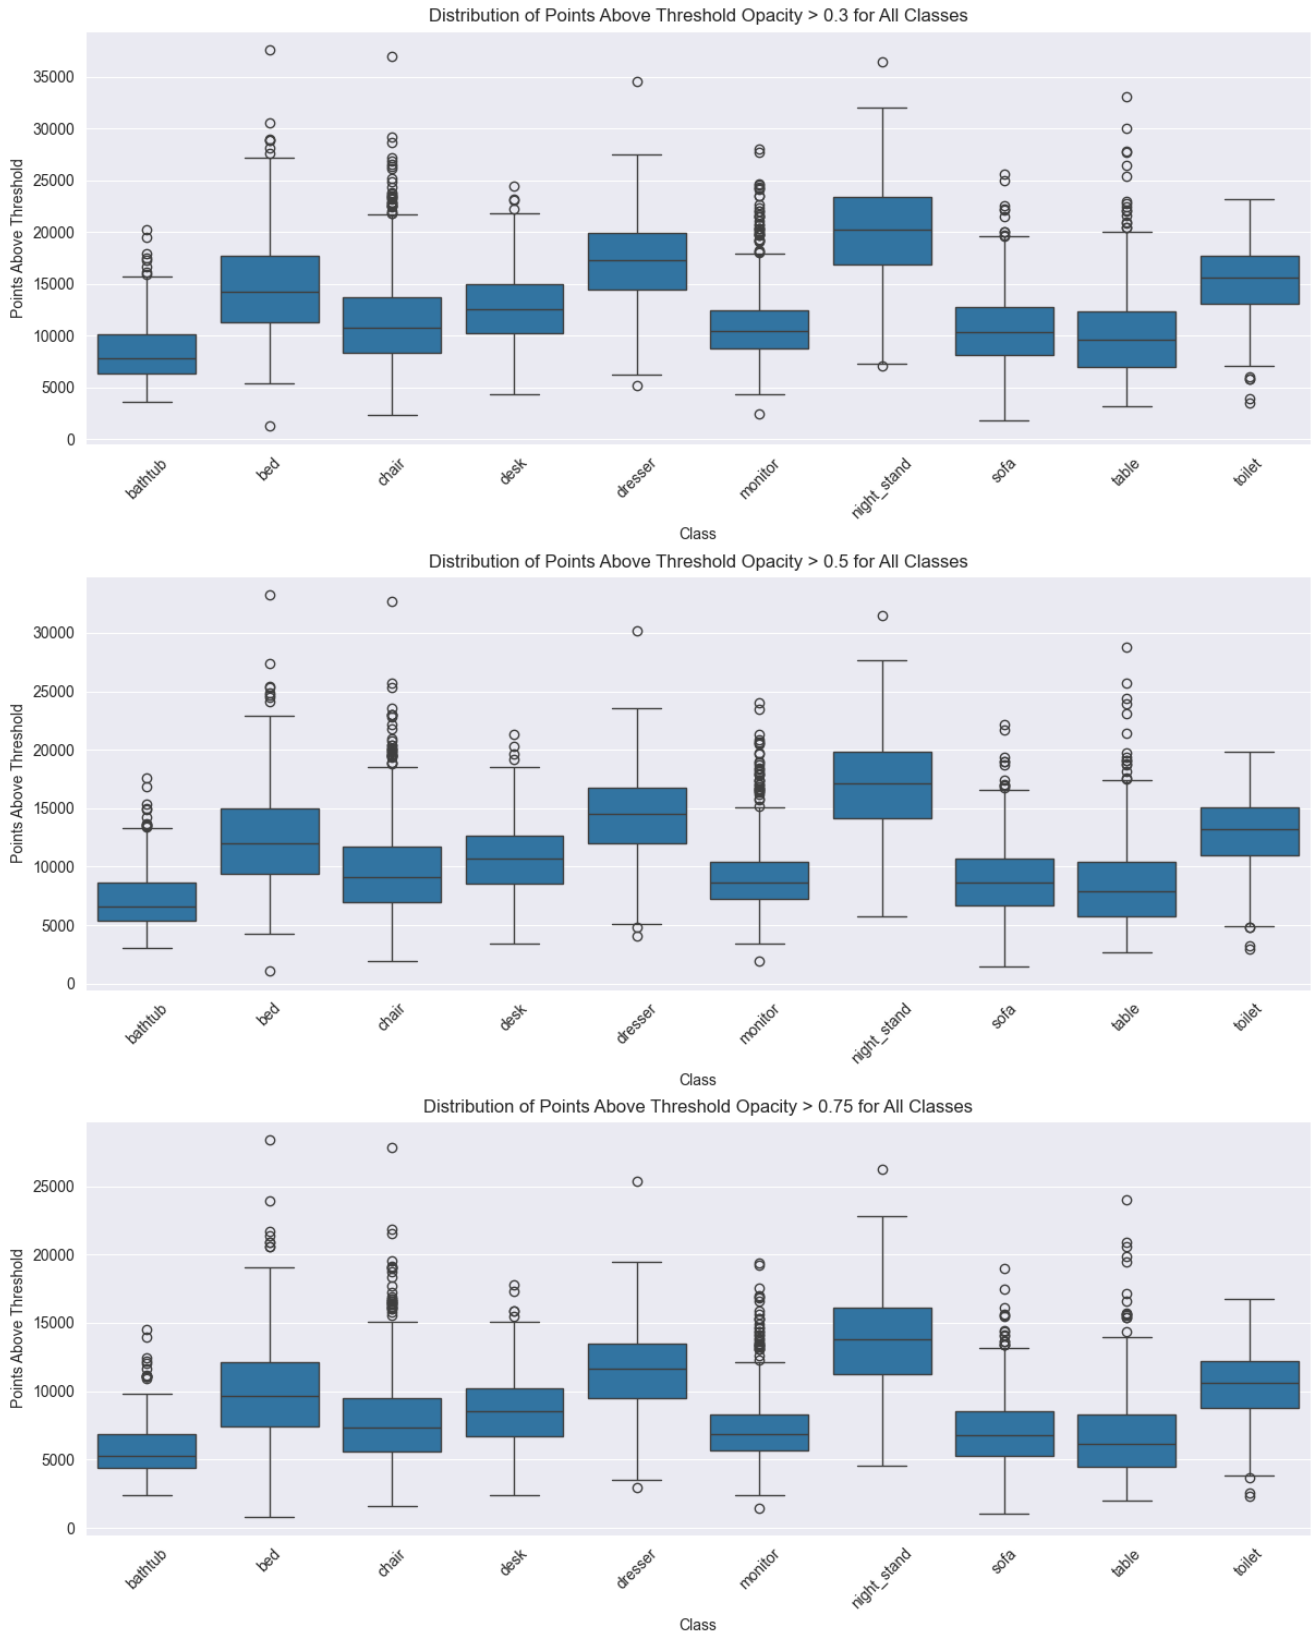 Distribution of Points Above Threshold Opacity > 0.3 for All Classes
Points Above Threshold
35000
30000
25000
20000
15000
10000
5000
0
bathtub
bed
chair
desk
dresser
monitor
night_stand
sofa
table
toilet
Class
Distribution of Points Above Threshold Opacity > 0.5 for All Classes
Points Above Threshold
30000
25000
20000
15000
10000
5000
0
bathtub
bed
chair
desk
dresser
monitor
night_stand
sofa
table
toilet
Class
Distribution of Points Above Threshold Opacity > 0.75 for All Classes
Points Above Threshold
25000
20000
15000
10000
5000
0
bathtub
bed
chair
desk
dresser
monitor
night_stand
sofa
table
toilet
Class